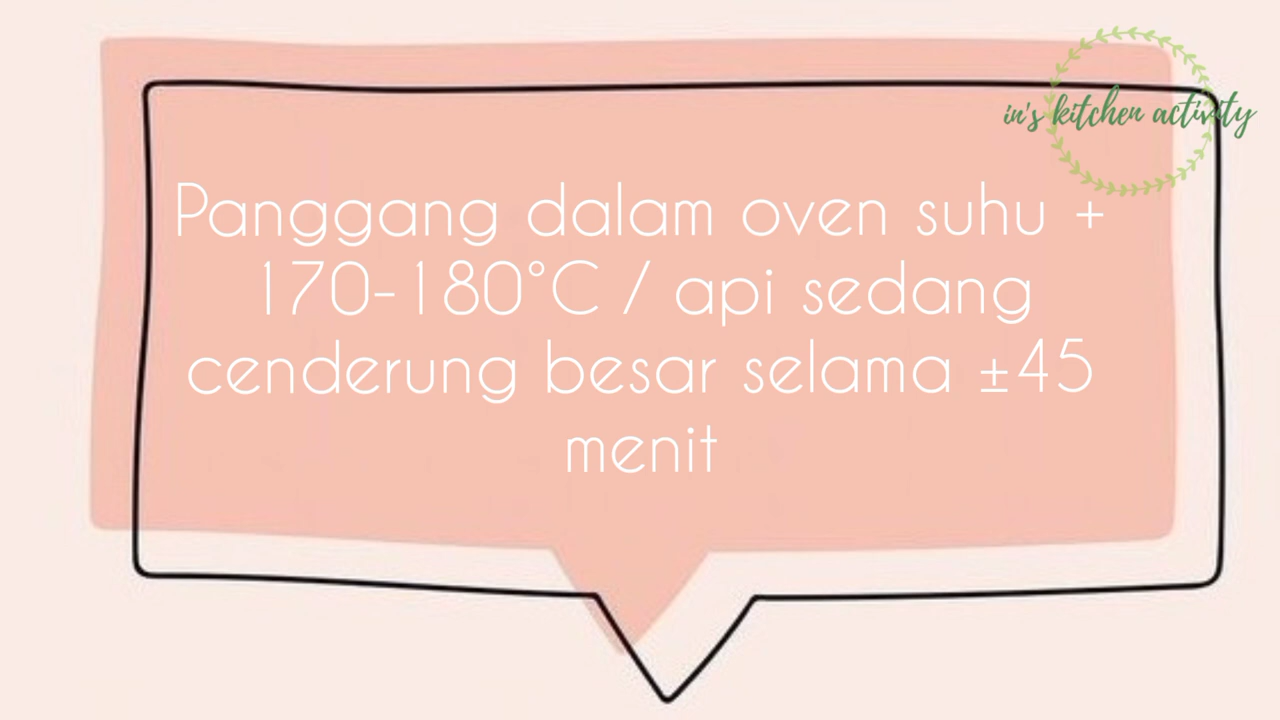 in's kitchen activity
Panggang dalam oven suhu +
170-180°C / api sedang
cenderung besar selama ±45
menit